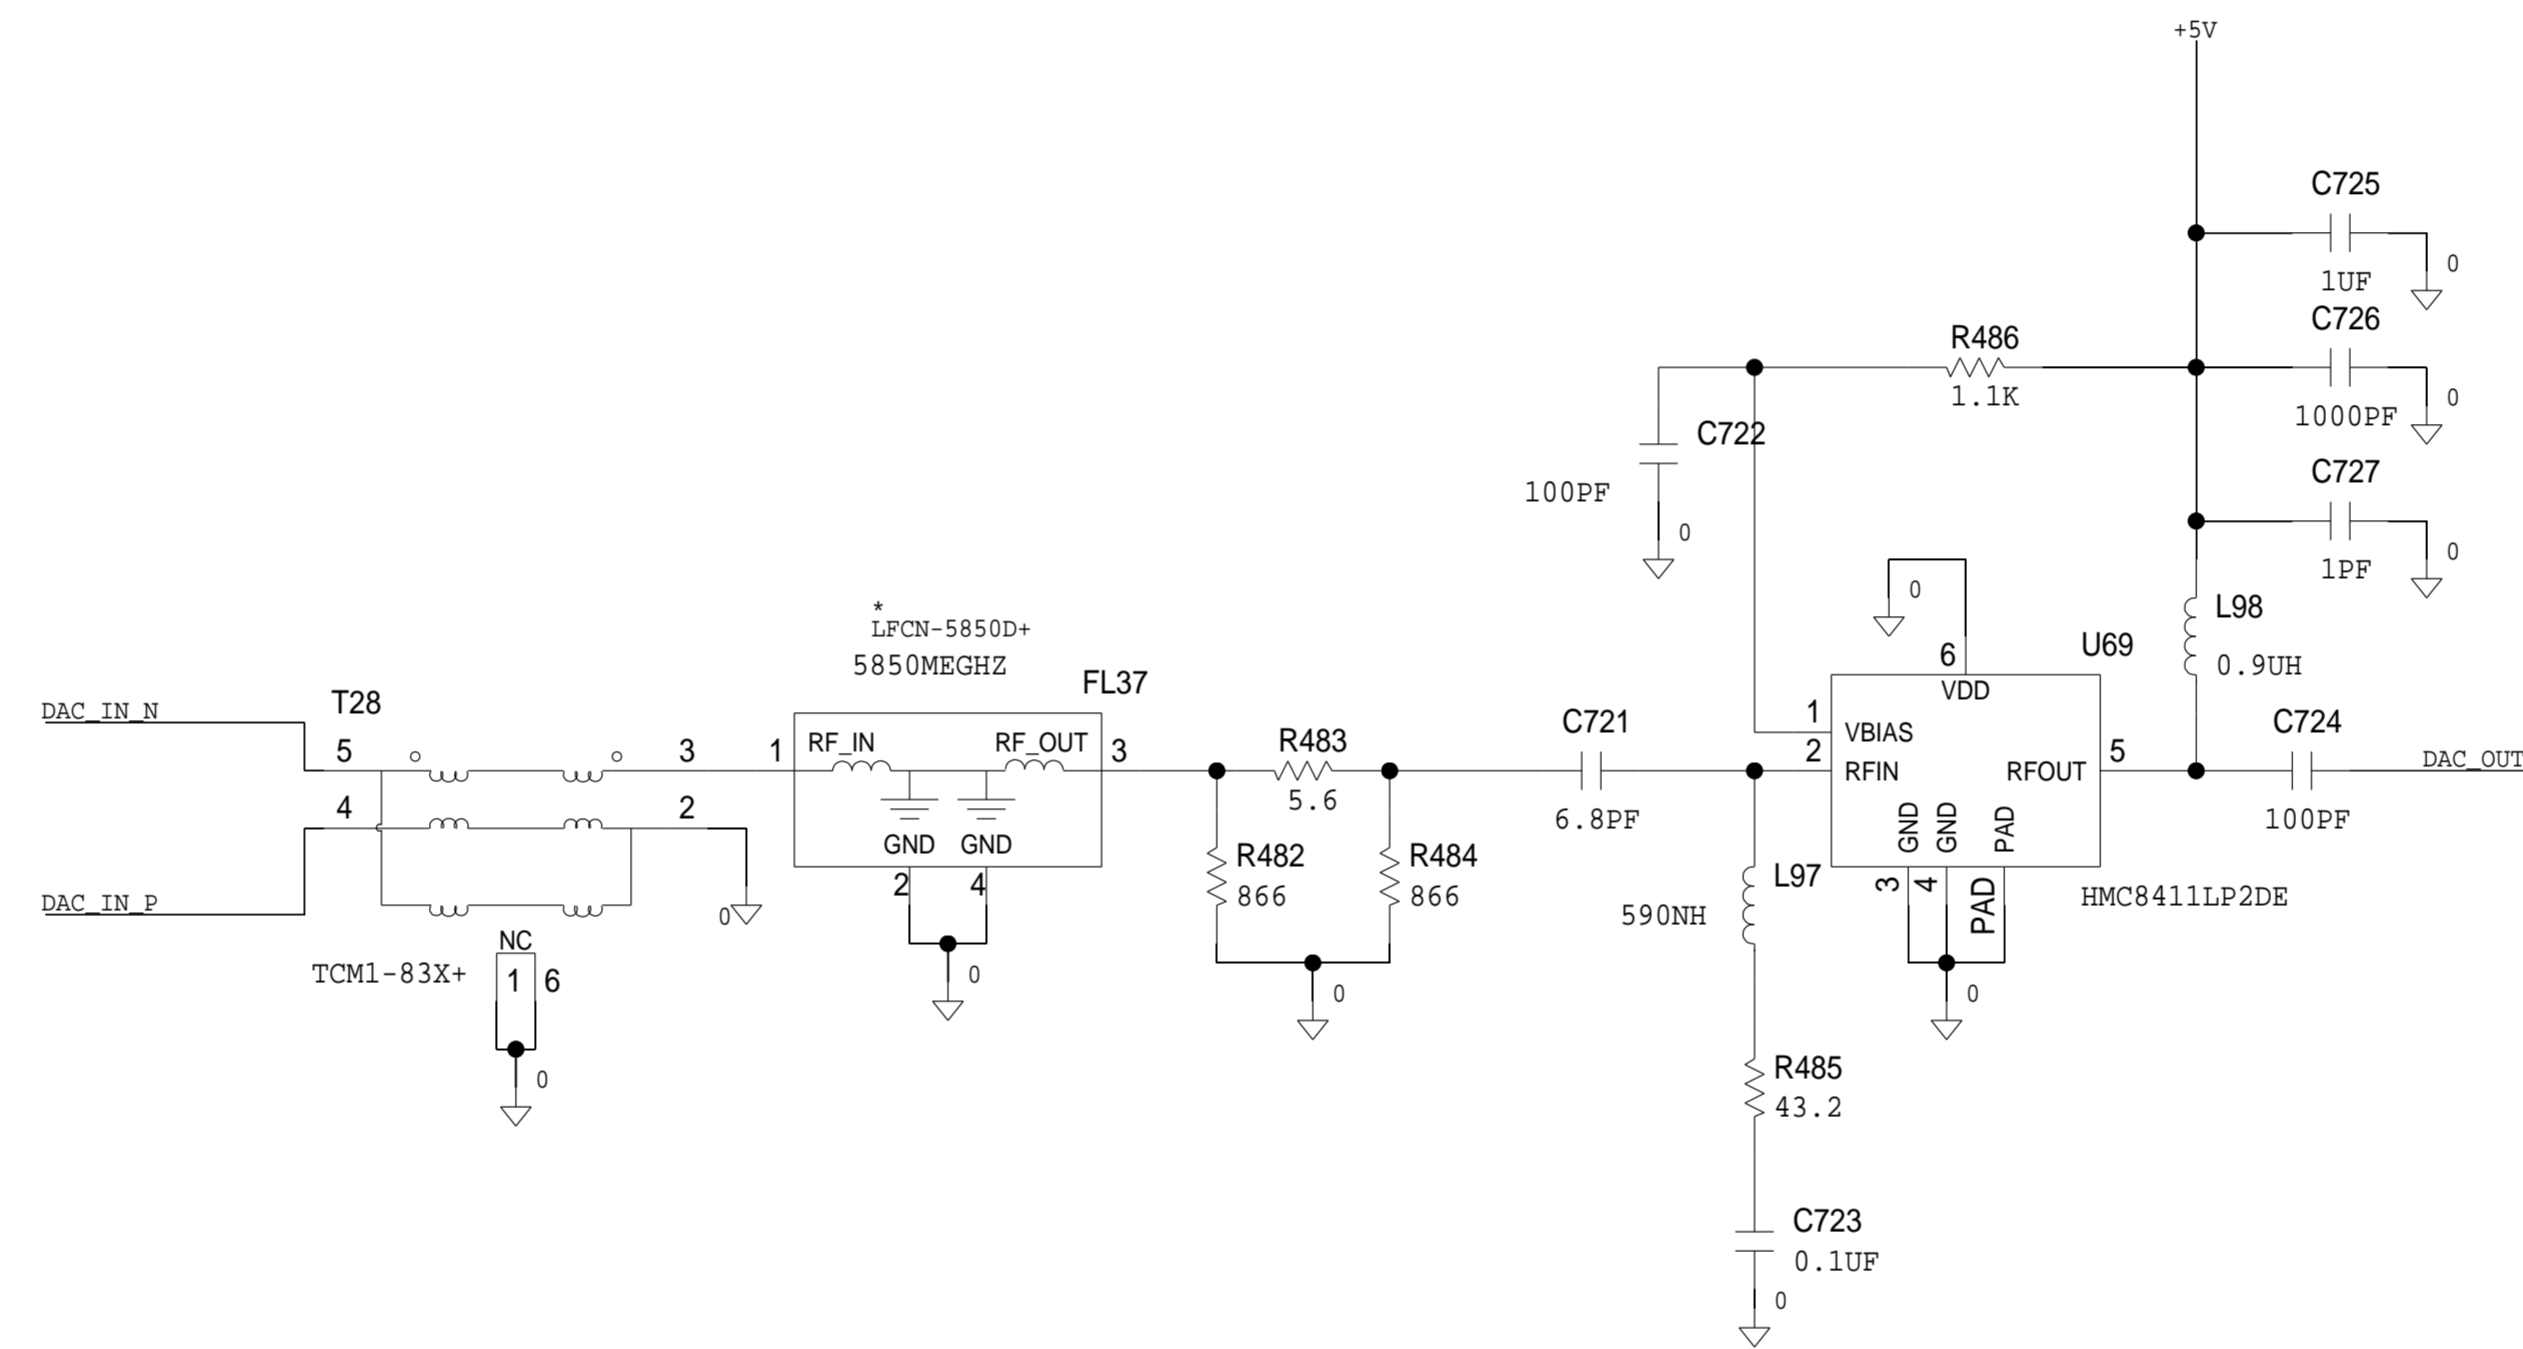 +5V
C725
0
1UF
C726
R486
0
1.1K
1000PF
C722
C727
100PF
0
0
1PF
*
LFCN-5850D+
5850MEGHZ
FL37
0
L98
0.9UH
6
VDD
U69
DAC_IN_N
T28
5
3
1
RF_IN
RF_OUT
3
R483
5.6
C721
6.8PF
1
VBIAS
2
RFIN
RFOUT
5
C724
100PF
DAC_OUT
4
2
GND
GND
2
4
R482
866
R484
866
GND
GND
PAD
3
4
PAD
L97
590NH
HMC8411LP2DE
DAC_IN_P
0
NC
TCM1-83X+
1
6
0
0
0
0
R485
43.2
C723
0.1UF
0